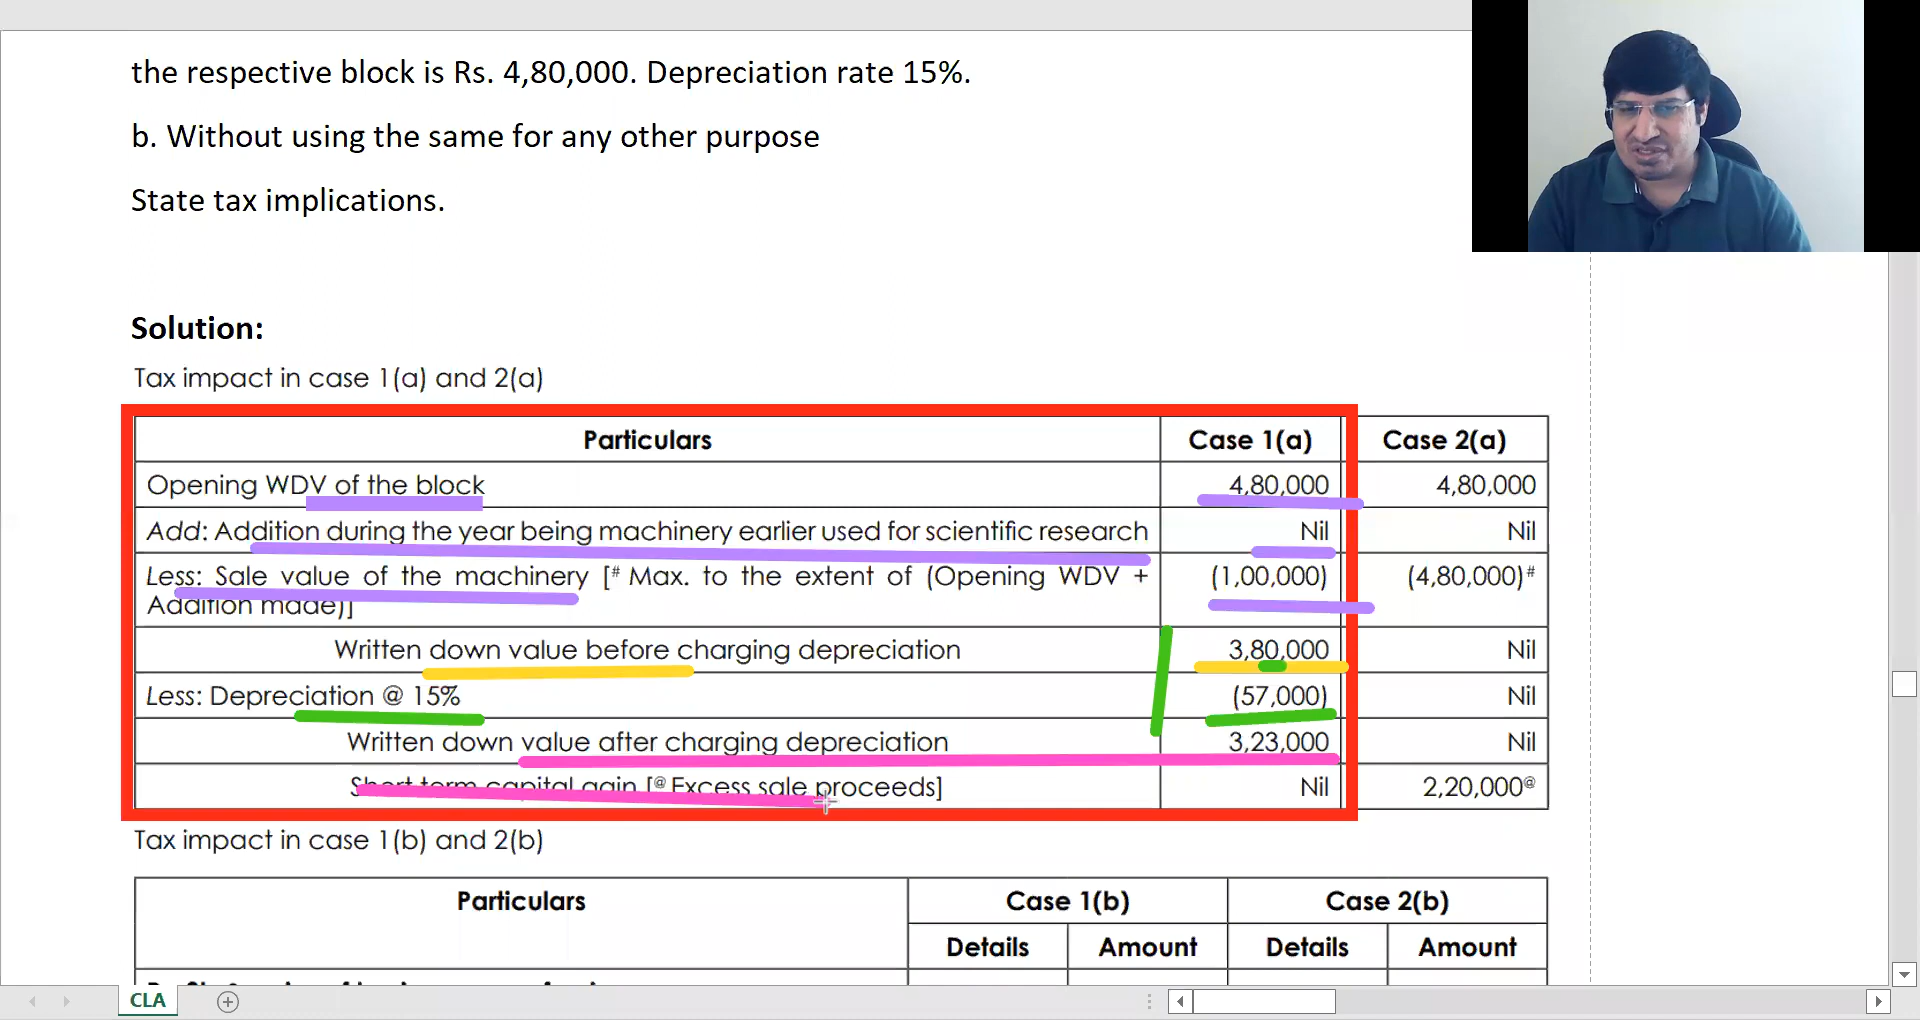 the respective block is Rs. 4,80,000. Depreciation rate 15%.
b. Without using the same for any other purpose
State tax implications.
Solution:
Tax impact in case 1(a) and 2(a)
Particulars Case 1(a) Case 2(a)
Opening WDV of the block 4,80,000 4,80,000
Add: Addition during the year being machinery earlier used for scientific research Nil Nil
Less: Sale value of the machinery [# Max. to the extent of (Opening WDV + (1,00,000) (4,80,000)#
Addition made)]
Written down value before charging depreciation 3,80,000 Nil
Less: Depreciation @ 15% (57,000) Nil
Written down value after charging depreciation 3,23,000 Nil
Short term capital gain [@ Excess sale proceeds] Nil 2,20,000@
Tax impact in case 1(b) and 2(b)
Particulars Case 1(b) Case 2(b)
Details Amount Details Amount
CLA